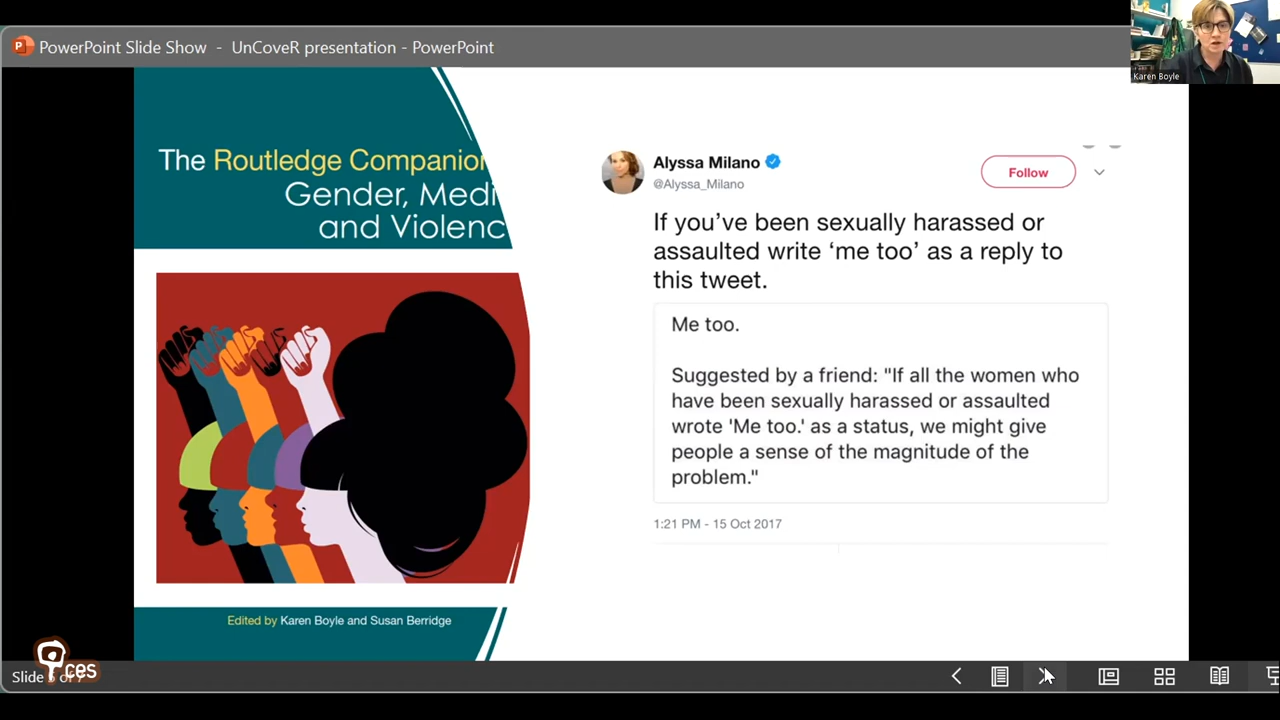 PowerPoint Slide Show - UnCoveR presentation - PowerPoint
Karen Boyle
The Routledge Companion
Gender, Medi
and Violenc
Edited by Karen Boyle and Susan Berridge
Alyssa Milano
@Alyssa_Milano
Follow
If you’ve been sexually harassed or
assaulted write ‘me too’ as a reply to
this tweet.
Me too.
Suggested by a friend: "If all the women who
have been sexually harassed or assaulted
wrote 'Me too.' as a status, we might give
people a sense of the magnitude of the
problem."
1:21 PM - 15 Oct 2017
ces
Slide